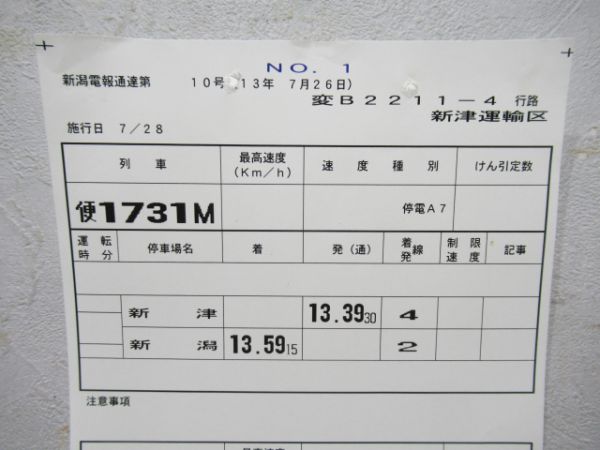 NO. 1
新潟電報通達第 10号(13年 7月26日)
変B2211-4 行路
新津運輸区
施行日 7/28
列車 最高速度(Km/h) 速度種別 けん引定数
便1731M 停電A7
運転時分 停車場名 着 発(通) 着発線 制限速度 記事
新津 13.39 30 4
新潟 13.59 15 2
注意事項